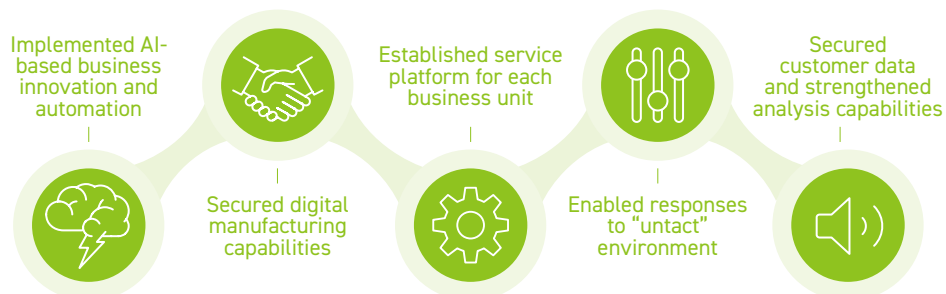 Implemented AI-
based business
innovation and
automation
Secured digital
manufacturing
capabilities
Established service
platform for each
business unit
Enabled responses
to “untact”
environment
Secured
customer data
and strengthened
analysis capabilities